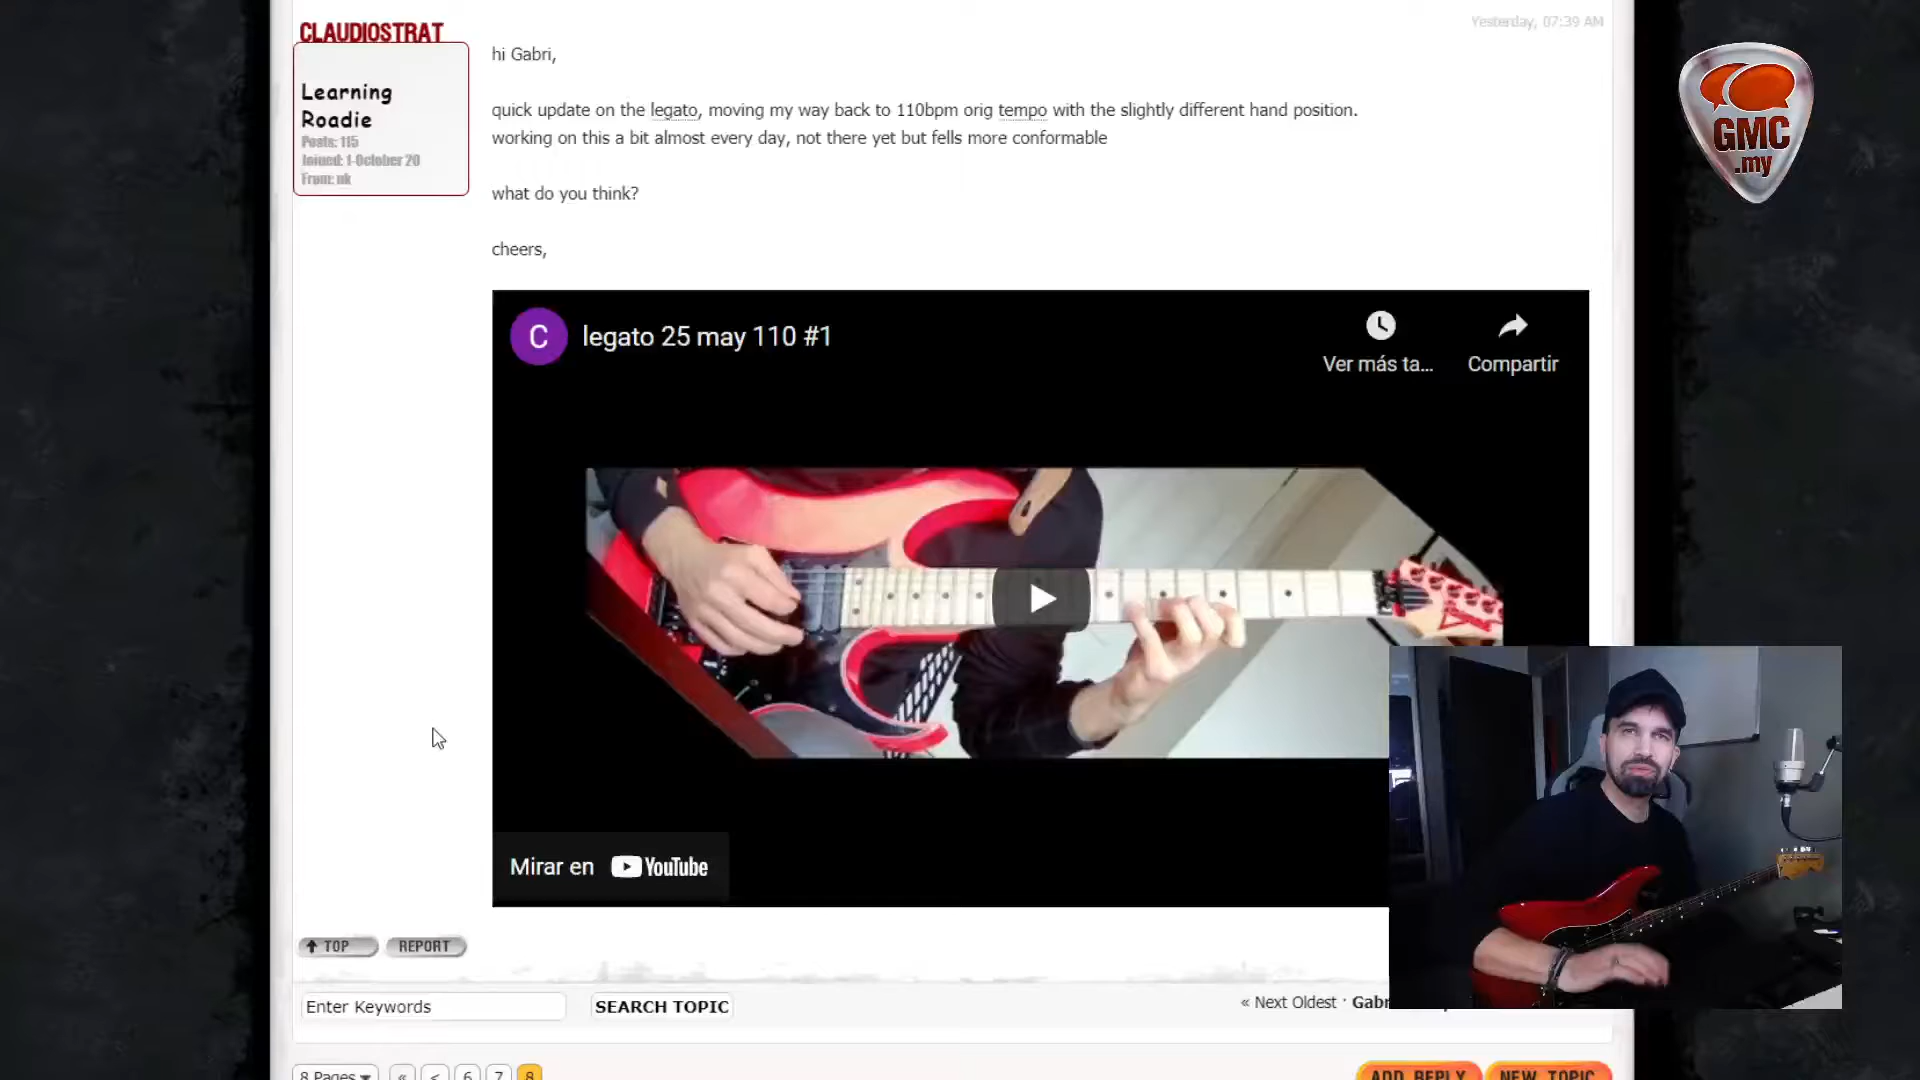 CLAUDIOSTRAT
Yesterday, 07:39 AM
Learning
Roadie
Posts: 115
Joined: 1-October 20
From: uk
hi Gabri,
quick update on the legato, moving my way back to 110bpm orig tempo with the slightly different hand position.
working on this a bit almost every day, not there yet but fells more conformable
what do you think?
cheers,
GMC
.my
C
legato 25 may 110 #1
Ver más ta...
Compartir
Mirar en YouTube
TOP
REPORT
Enter Keywords
SEARCH TOPIC
« Next Oldest ·
8 Pages
«
<
6
7
8
ADD REPLY
NEW TOPIC